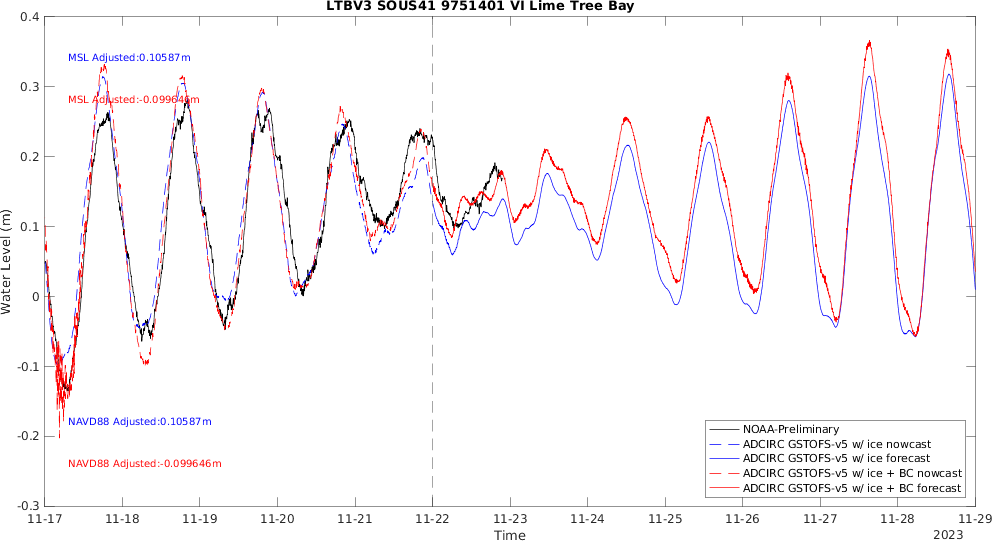 LTBV3 SOUS41 9751401 VI Lime Tree Bay
0.4
0.3
0.2
0.1
0
-0.1
-0.2
-0.3
Water Level (m)
MSL Adjusted:0.10587m
MSL Adjusted:-0.099646m
NAVD88 Adjusted:0.10587m
NAVD88 Adjusted:-0.099646m
NOAA-Preliminary
ADCIRC GSTOFS-v5 w/ ice nowcast
ADCIRC GSTOFS-v5 w/ ice forecast
ADCIRC GSTOFS-v5 w/ ice + BC nowcast
ADCIRC GSTOFS-v5 w/ ice + BC forecast
11-17 11-18 11-19 11-20 11-21 11-22 11-23 11-24 11-25 11-26 11-27 11-28 11-29
Time
2023